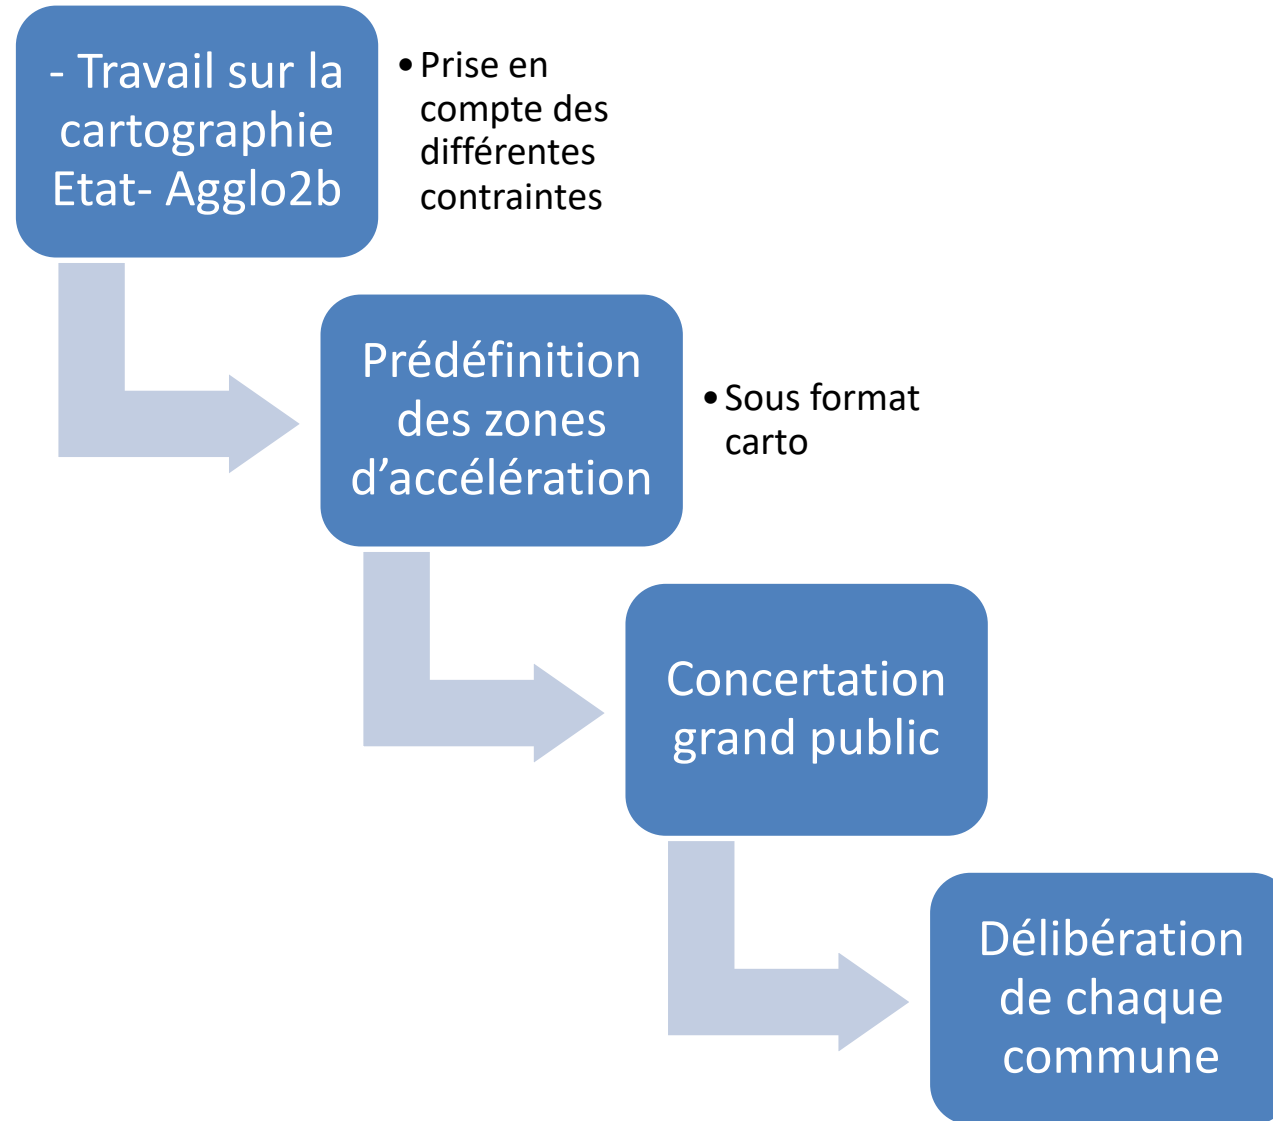 - Travail sur la
cartographie
Etat- Agglo2b
• Prise en
compte des
différentes
contraintes
Prédéfinition
des zones
d’accélération
• Sous format
carto
Concertation
grand public
Délibération
de chaque
commune